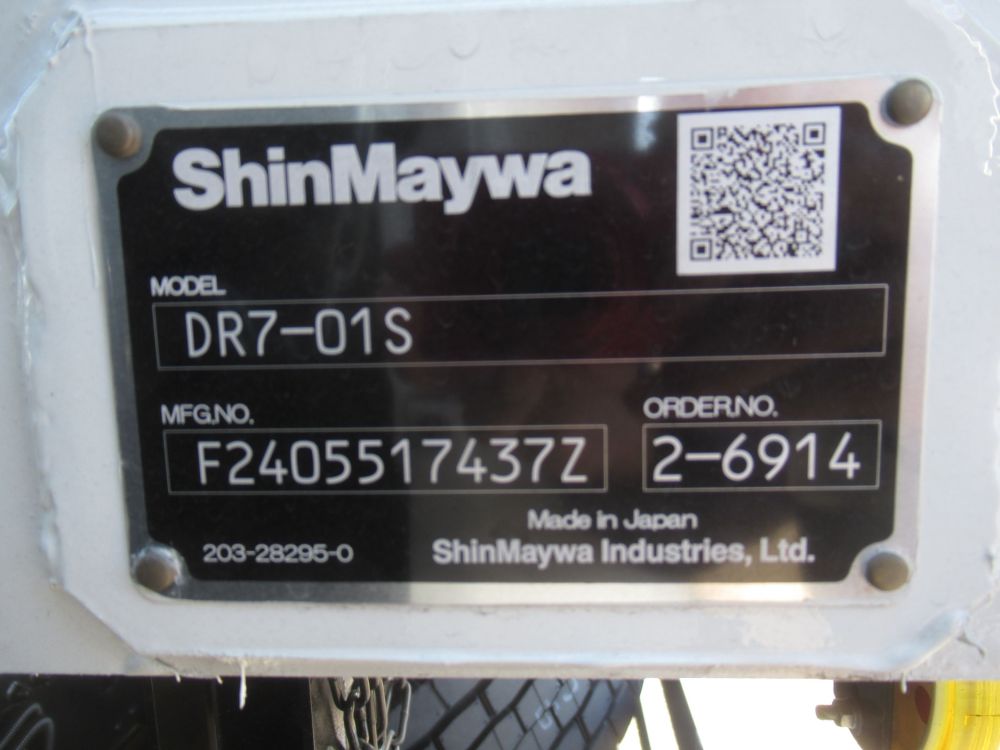 ShinMaywa
MODEL
DR7-01S
MFG.NO.
ORDER.NO.
F2405517437Z
2-6914
Made in Japan
203-28295-0
ShinMaywa Industries, Ltd.